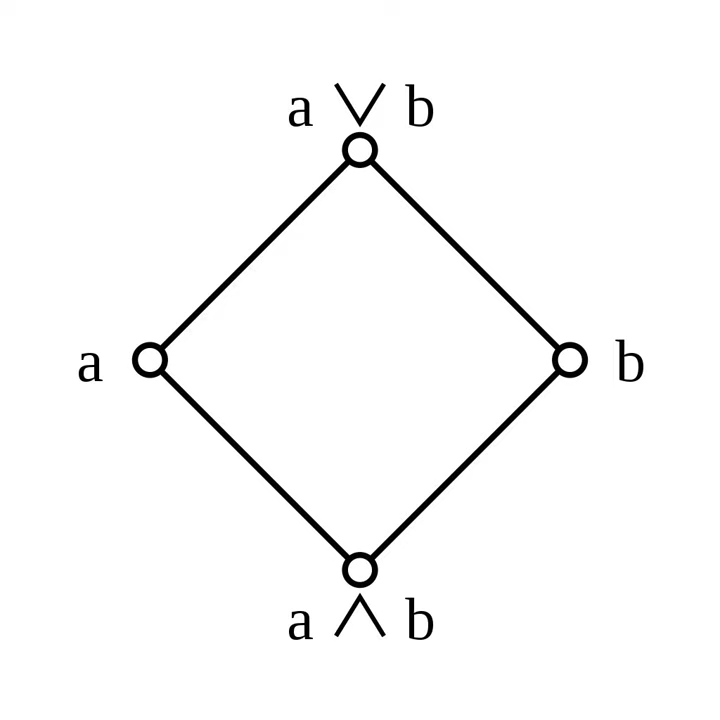 a ∨ b
a
b
a ∧ b